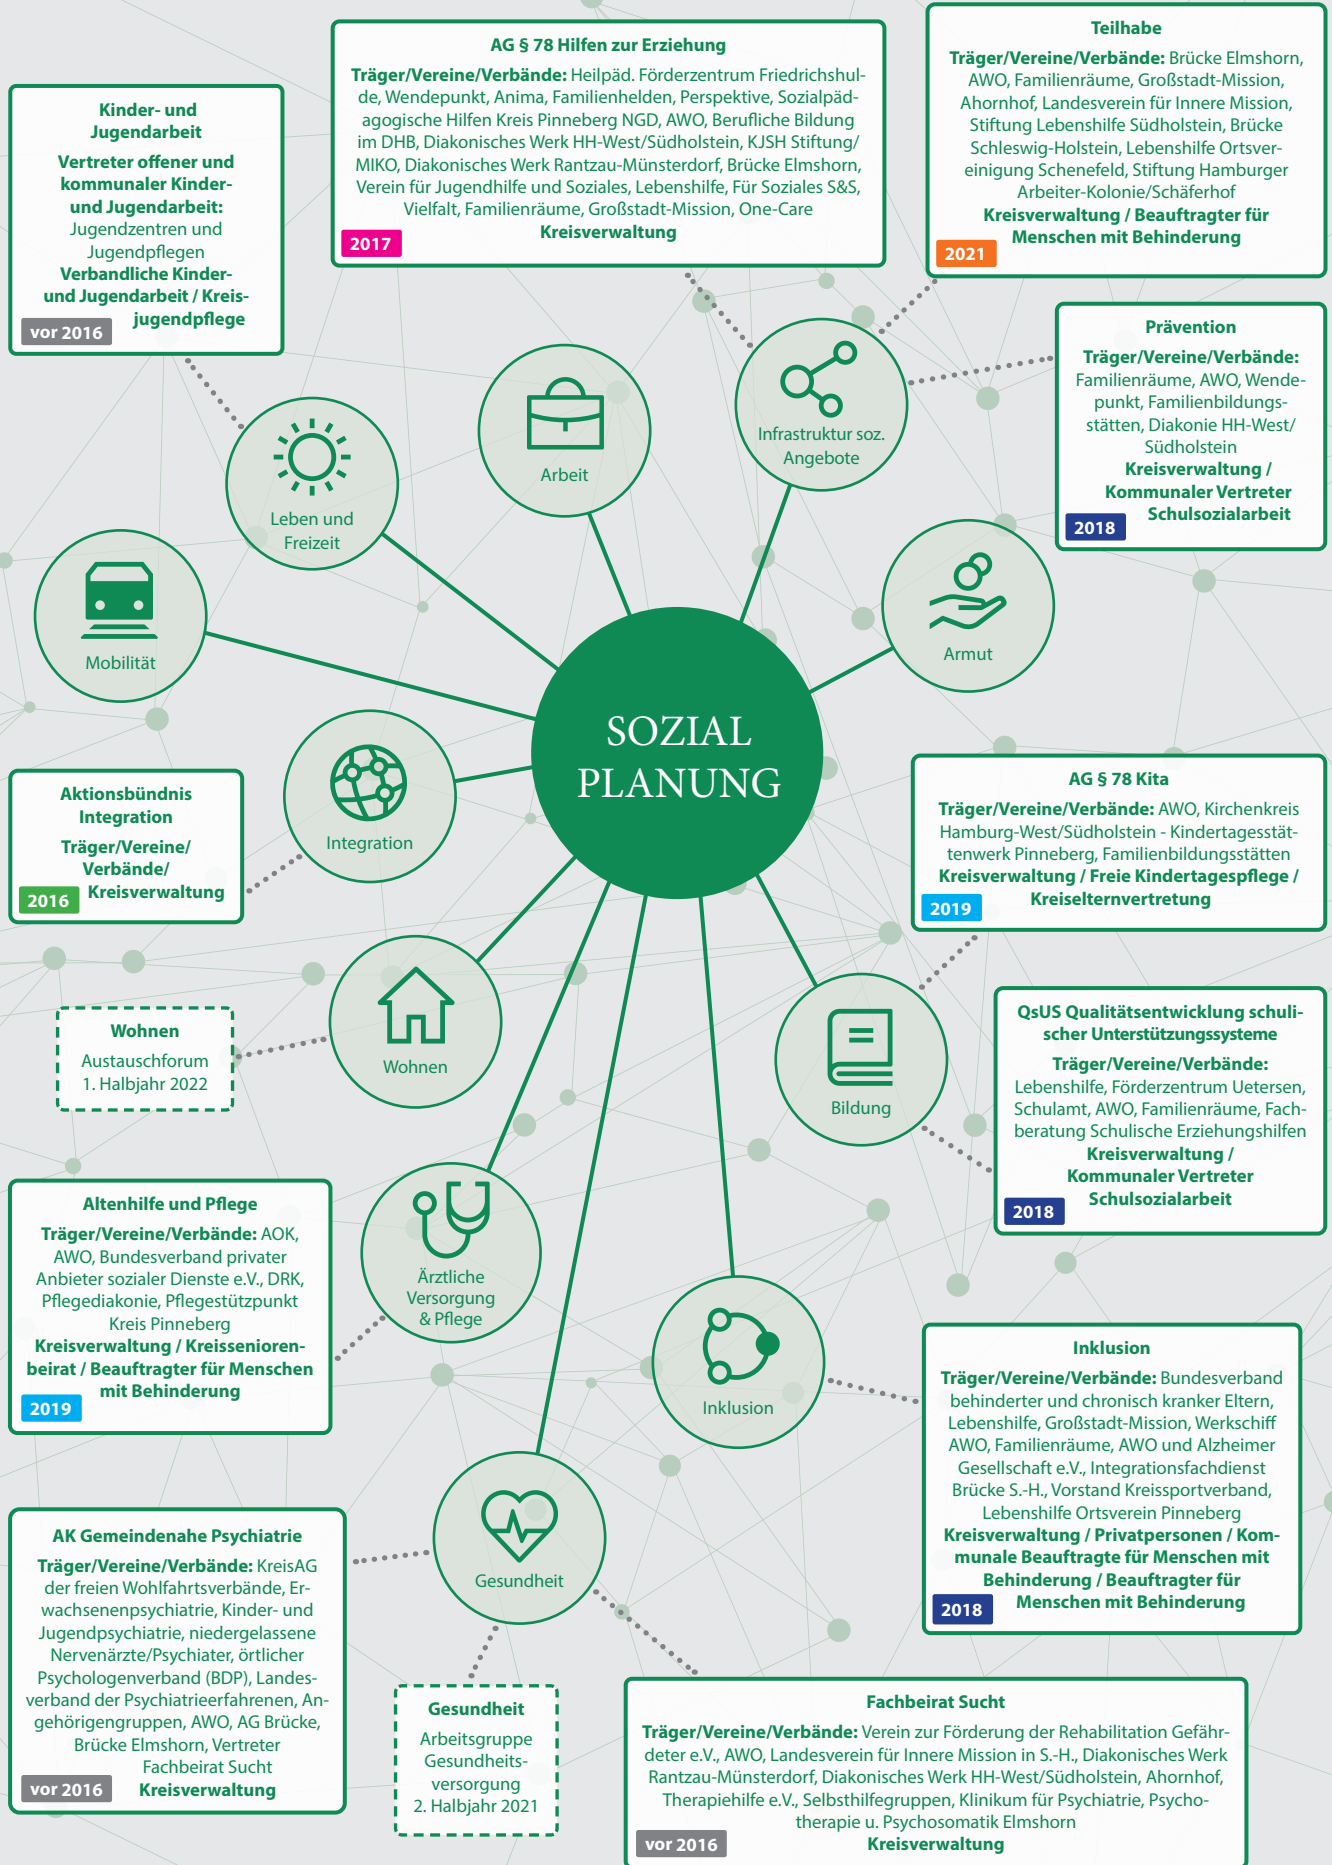 AG § 78 Hilfen zur Erziehung
Träger/Vereine/Verbände: Heilpäd. Förderzentrum Friedrichshul-
de, Wendepunkt, Anima, Familienhelden, Perspektive, Sozialpäd-
agogische Hilfen Kreis Pinneberg NGD, AWO, Berufliche Bildung
im DHB, Diakonisches Werk HH-West/Südholstein, KJSH Stiftung/
MIKO, Diakonisches Werk Rantzau-Münsterdorf, Brücke Elmshorn,
Verein für Jugendhilfe und Soziales, Lebenshilfe, Für Soziales S&S,
Vielfalt, Familienräume, Großstadt-Mission, One-Care
Kreisverwaltung
2017
Teilhabe
Träger/Vereine/Verbände: Brücke Elmshorn,
AWO, Familienräume, Großstadt-Mission,
Ahornhof, Landesverein für Innere Mission,
Stiftung Lebenshilfe Südholstein, Brücke
Schleswig-Holstein, Lebenshilfe Ortsver-
einigung Schenefeld, Stiftung Hamburger
Arbeiter-Kolonie/Schäferhof
Kreisverwaltung / Beauftragter für
Menschen mit Behinderung
2021
Kinder- und
Jugendarbeit
Vertreter offener und
kommunaler Kinder-
und Jugendarbeit:
Jugendzentren und
Jugendpflegen
Verbandliche Kinder-
und Jugendarbeit / Kreis-
jugendpflege
vor 2016
Prävention
Träger/Vereine/Verbände:
Familienräume, AWO, Wende-
punkt, Familienbildungs-
stätten, Diakonie HH-West/
Südholstein
Kreisverwaltung /
Kommunaler Vertreter
Schulsozialarbeit
2018
Infrastruktur soz.
Angebote
Arbeit
Leben und
Freizeit
Mobilität
Armut
SOZIAL
PLANUNG
Integration
Aktionsbündnis
Integration
Träger/Vereine/
Verbände/
Kreisverwaltung
2016
AG § 78 Kita
Träger/Vereine/Verbände: AWO, Kirchenkreis
Hamburg-West/Südholstein - Kindertagesstät-
tenwerk Pinneberg, Familienbildungsstätten
Kreisverwaltung / Freie Kindertagespflege /
Kreiselternvertretung
2019
Wohnen
Austauschforum
1. Halbjahr 2022
Wohnen
Bildung
QsUS Qualitätsentwicklung schuli-
scher Unterstützungssysteme
Träger/Vereine/Verbände:
Lebenshilfe, Förderzentrum Uetersen,
Schulamt, AWO, Familienräume, Fach-
beratung Schulische Erziehungshilfen
Kreisverwaltung /
Kommunaler Vertreter
Schulsozialarbeit
2018
Altenhilfe und Pflege
Träger/Vereine/Verbände: AOK,
AWO, Bundesverband privater
Anbieter sozialer Dienste e.V., DRK,
Pflegediakonie, Pflegestützpunkt
Kreis Pinneberg
Kreisverwaltung / Kreissenioren-
beirat / Beauftragter für Menschen
mit Behinderung
2019
Ärztliche
Versorgung
& Pflege
Inklusion
Inklusion
Träger/Vereine/Verbände: Bundesverband
behinderter und chronisch kranker Eltern,
Lebenshilfe, Großstadt-Mission, Werkschiff
AWO, Familienräume, AWO und Alzheimer
Gesellschaft e.V., Integrationsfachdienst
Brücke S.-H., Vorstand Kreissportverband,
Lebenshilfe Ortsverein Pinneberg
Kreisverwaltung / Privatpersonen / Kom-
munale Beauftragte für Menschen mit
Behinderung / Beauftragter für
Menschen mit Behinderung
2018
AK Gemeindenahe Psychiatrie
Träger/Vereine/Verbände: KreisAG
der freien Wohlfahrtsverbände, Er-
wachsenenpsychiatrie, Kinder- und
Jugendpsychiatrie, niedergelassene
Nervenärzte/Psychiater, örtlicher
Psychologenverband (BDP), Landes-
verband der Psychiatrieerfahrenen, An-
gehörigengruppen, AWO, AG Brücke,
Brücke Elmshorn, Vertreter
Fachbeirat Sucht
Kreisverwaltung
vor 2016
Gesundheit
Gesundheit
Arbeitsgruppe
Gesundheits-
versorgung
2. Halbjahr 2021
Fachbeirat Sucht
Träger/Vereine/Verbände: Verein zur Förderung der Rehabilitation Gefähr-
deter e.V., AWO, Landesverein für Innere Mission in S.-H., Diakonisches Werk
Rantzau-Münsterdorf, Diakonisches Werk HH-West/Südholstein, Ahornhof,
Therapiehilfe e.V., Selbsthilfegruppen, Klinikum für Psychiatrie, Psycho-
therapie u. Psychosomatik Elmshorn
Kreisverwaltung
vor 2016